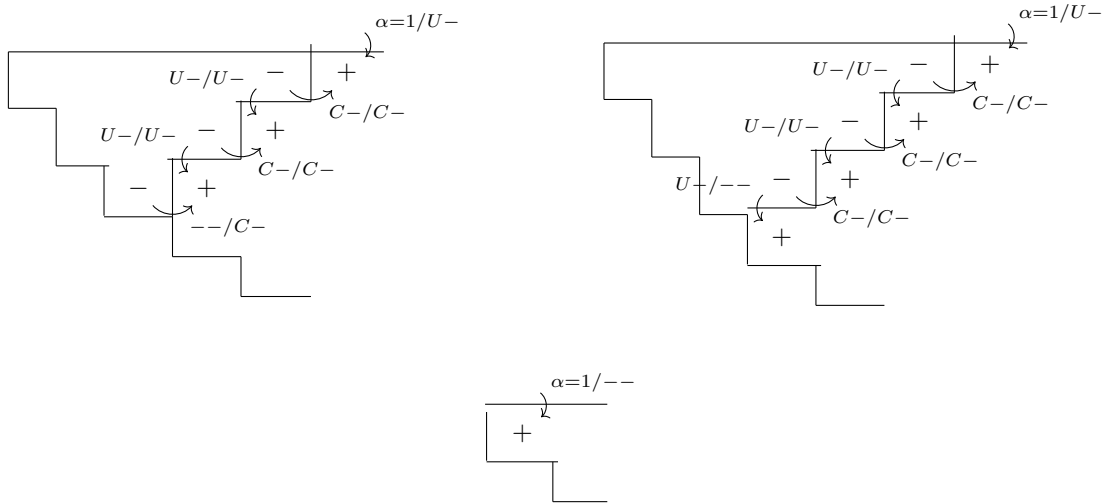 α=1/U−
U−/U− − +
C−/C−
U−/U− − +
C−/C−
− +
−−/C−
α=1/U−
U−/U− − +
C−/C−
U−/U− − +
C−/C−
U−/−− − +
C−/C−
+
α=1/−−
+